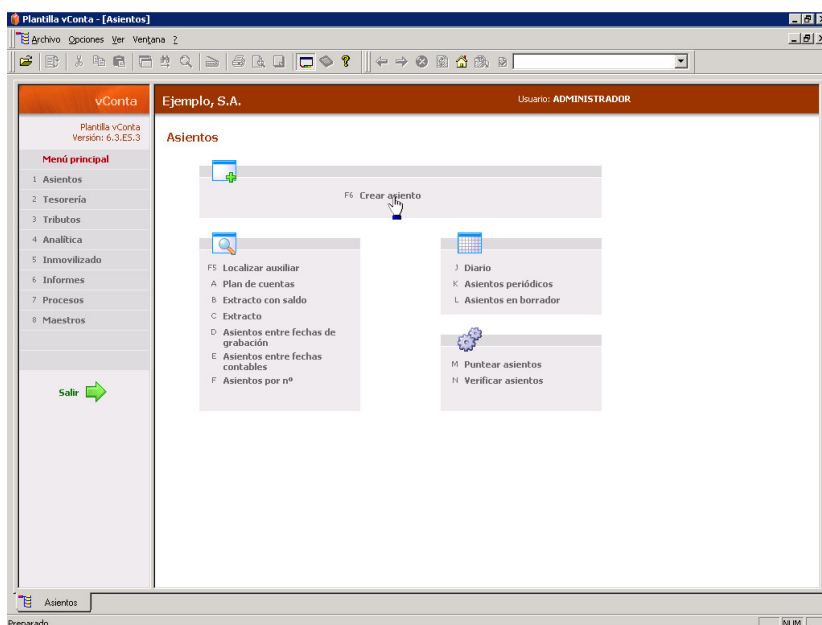 Plantilla vConta - [Asientos]
Archivo Opciones Ver Ventana ?
vConta
Ejemplo, S.A.
Usuario: ADMINISTRADOR
Plantilla vConta
Versión: 6.3.E5.3
Menú principal
1 Asientos
2 Tesorería
3 Tributos
4 Analítica
5 Inmovilizado
6 Informes
7 Procesos
8 Maestros
Salir
Asientos
F6 Crear asiento
F5 Localizar auxiliar
A Plan de cuentas
B Extracto con saldo
C Extracto
D Asientos entre fechas de
grabación
E Asientos entre fechas
contables
F Asientos por nº
J Diario
K Asientos periódicos
L Asientos en borrador
M Puntear asientos
N Verificar asientos
Asientos
Preparado
NUM